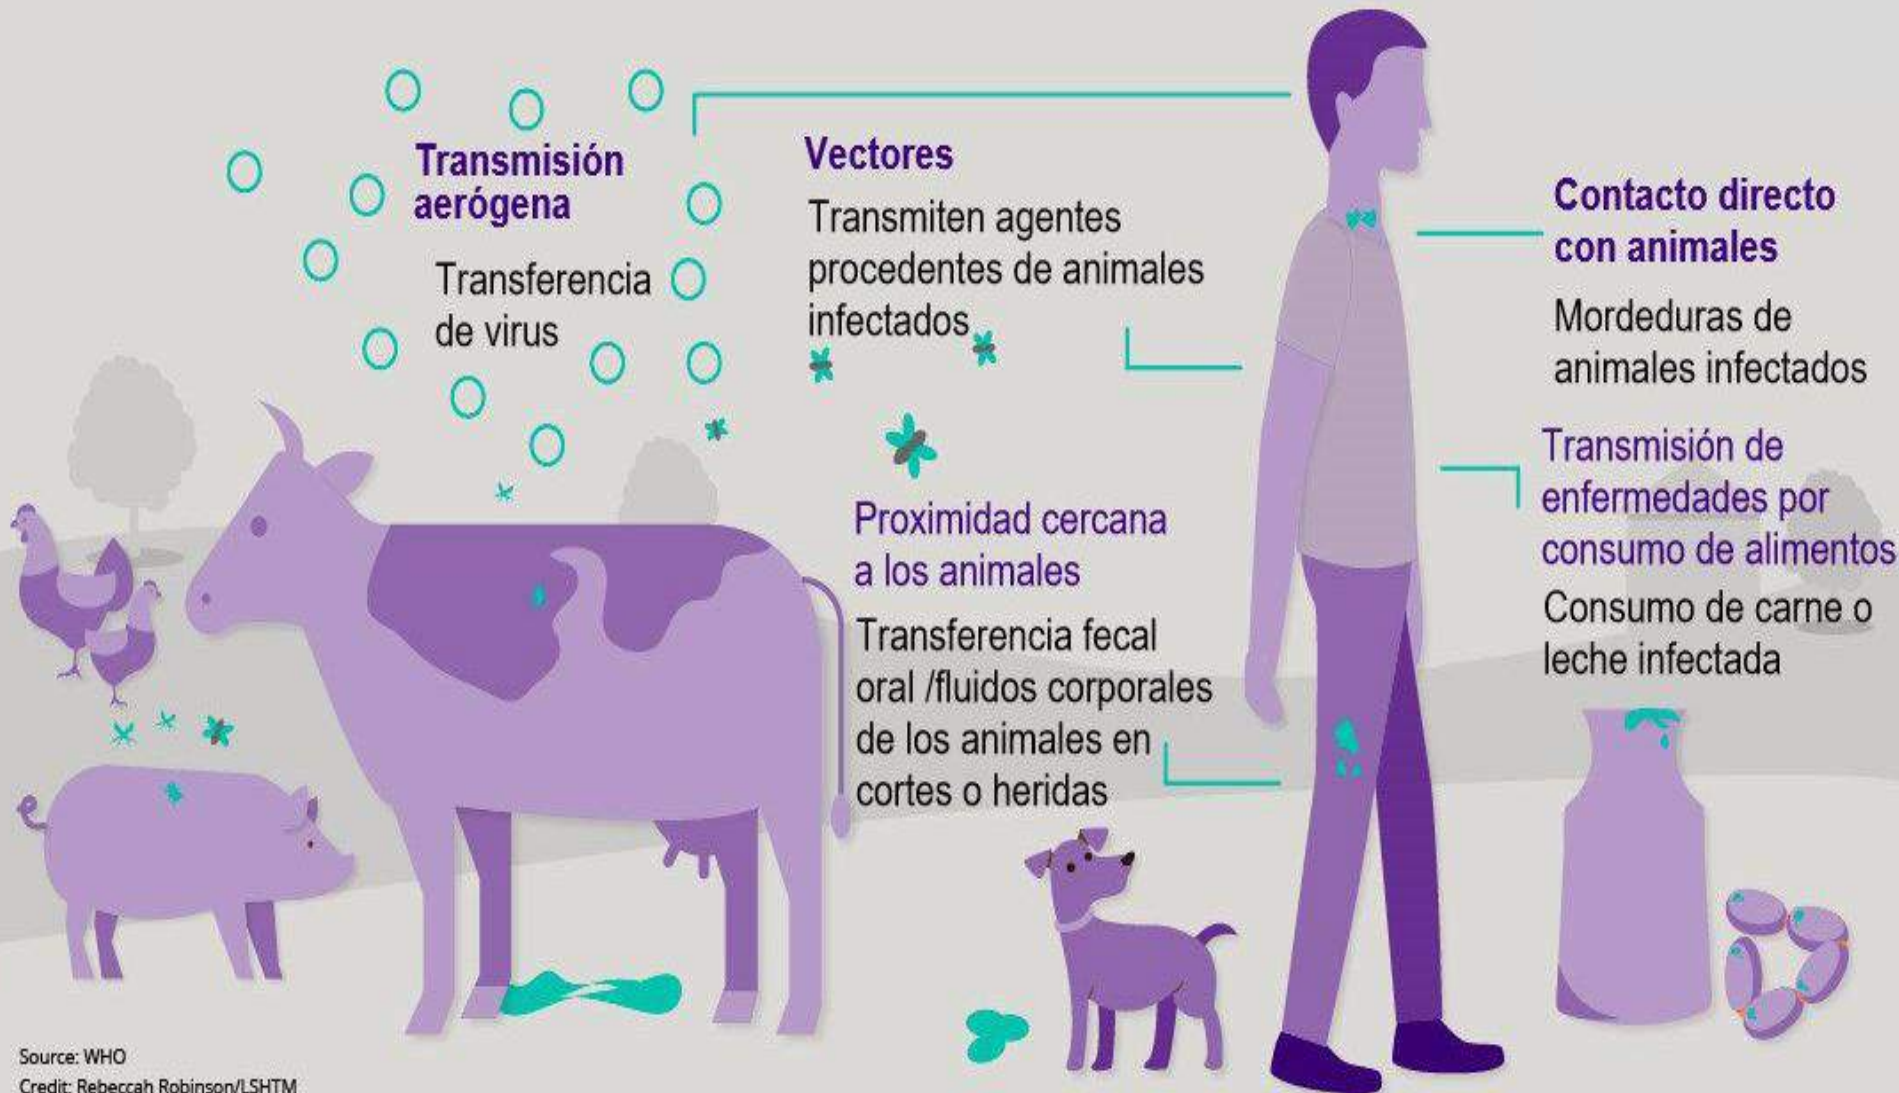 Transmisión
aerógena
Transferencia
de virus
Vectores
Transmiten agentes
procedentes de animales
infectados
Proximidad cercana
a los animales
Transferencia fecal
oral /fluidos corporales
de los animales en
cortes o heridas
Contacto directo
con animales
Mordeduras de
animales infectados
Transmisión de
enfermedades por
consumo de alimentos
Consumo de carne o
leche infectada
Source: WHO
Credit: Rebeccah Robinson/LSHTM